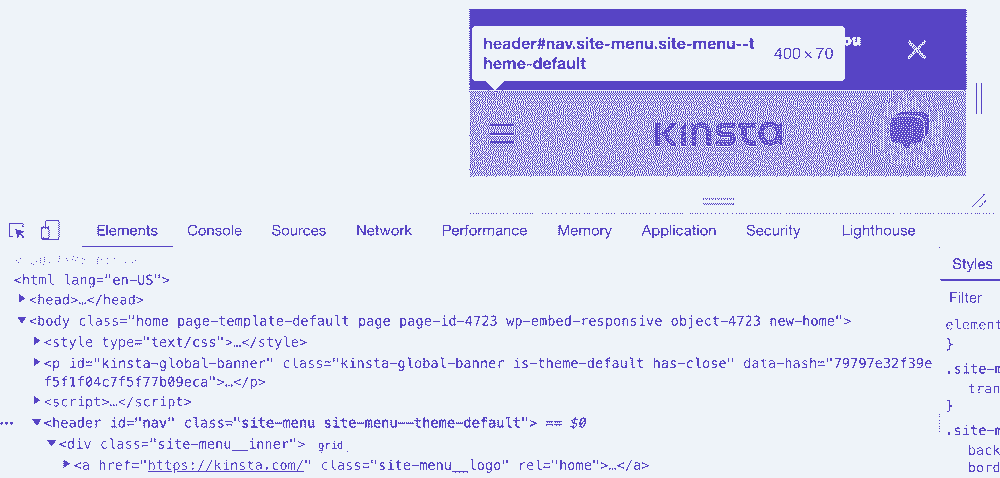 ou
header#nav.site-menu.site-menu--t
heme-default
400 × 70
Kinsta
Elements Console Sources Network Performance Memory Application Security Lighthouse
<html lang="en-US">
Styles
<head>…</head>
Filter
<body class="home page-template-default page page-id-4723 wp-embed-responsive object-4723 new-home">
element
<style type="text/css">…</style>
}
<p id="kinsta-global-banner" class="kinsta-global-banner is-theme-default has-close" data-hash="79797e32f39e
.site-m
f5f1f04c7f5f77b09eca">…</p>
tran
<script>…</script>
}
<header id="nav" class="site-menu site-menu--theme-default"> == $0
.site-m
<div class="site-menu__inner"> grid
back
<a href="https://kinsta.com/" class="site-menu__logo" rel="home">…</a>
bord